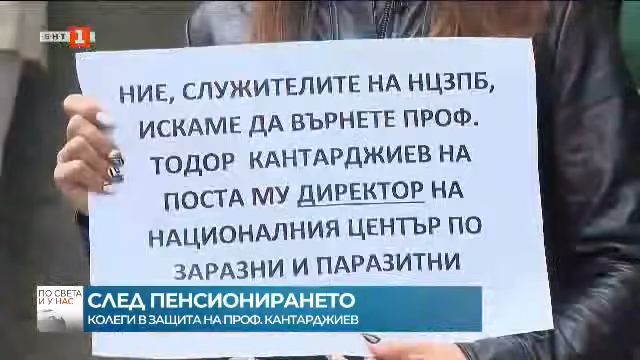 БНТ 1
НИЕ, СЛУЖИТЕЛИТЕ НА НЦЗПБ,
ИСКАМЕ ДА ВЪРНЕТЕ ПРОФ.
ТОДОР КАНТАРДЖИЕВ НА
ПОСТА МУ ДИРЕКТОР НА
НАЦИОНАЛНИЯ ЦЕНТЪР ПО
ЗАРАЗНИ И ПАРАЗИТНИ
ПО СВЕТА
И У НАС
СЛЕД ПЕНСИОНИРАНЕТО
КОЛЕГИ В ЗАЩИТА НА ПРОФ. КАНТАРДЖИЕВ